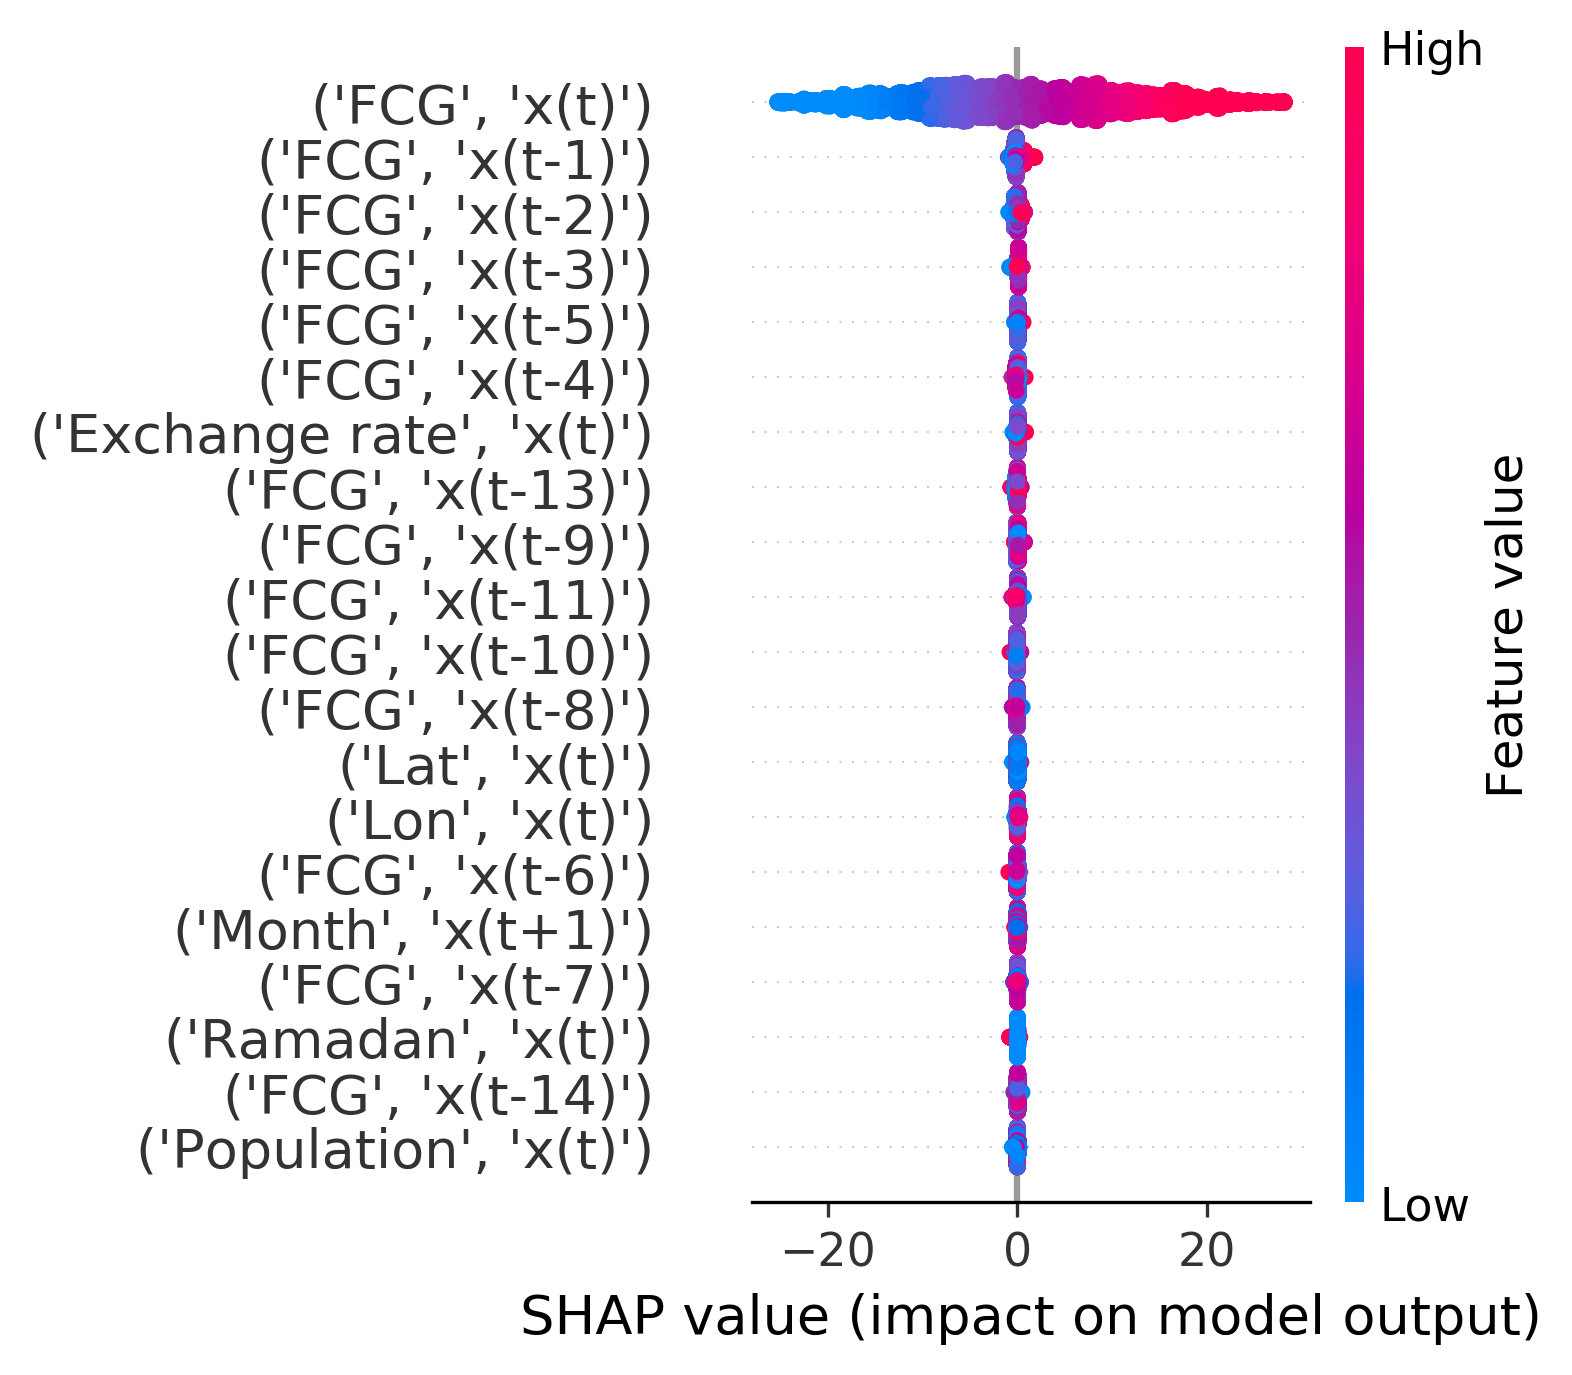 High
('FCG', 'x(t)')
('FCG', 'x(t-1)')
('FCG', 'x(t-2)')
('FCG', 'x(t-3)')
('FCG', 'x(t-5)')
('FCG', 'x(t-4)')
('Exchange rate', 'x(t)')
('FCG', 'x(t-13)')
('FCG', 'x(t-9)')
('FCG', 'x(t-11)')
('FCG', 'x(t-10)')
('FCG', 'x(t-8)')
('Lat', 'x(t)')
('Lon', 'x(t)')
('FCG', 'x(t-6)')
('Month', 'x(t+1)')
('FCG', 'x(t-7)')
('Ramadan', 'x(t)')
('FCG', 'x(t-14)')
('Population', 'x(t)')
Feature value
Low
−20 0 20
SHAP value (impact on model output)